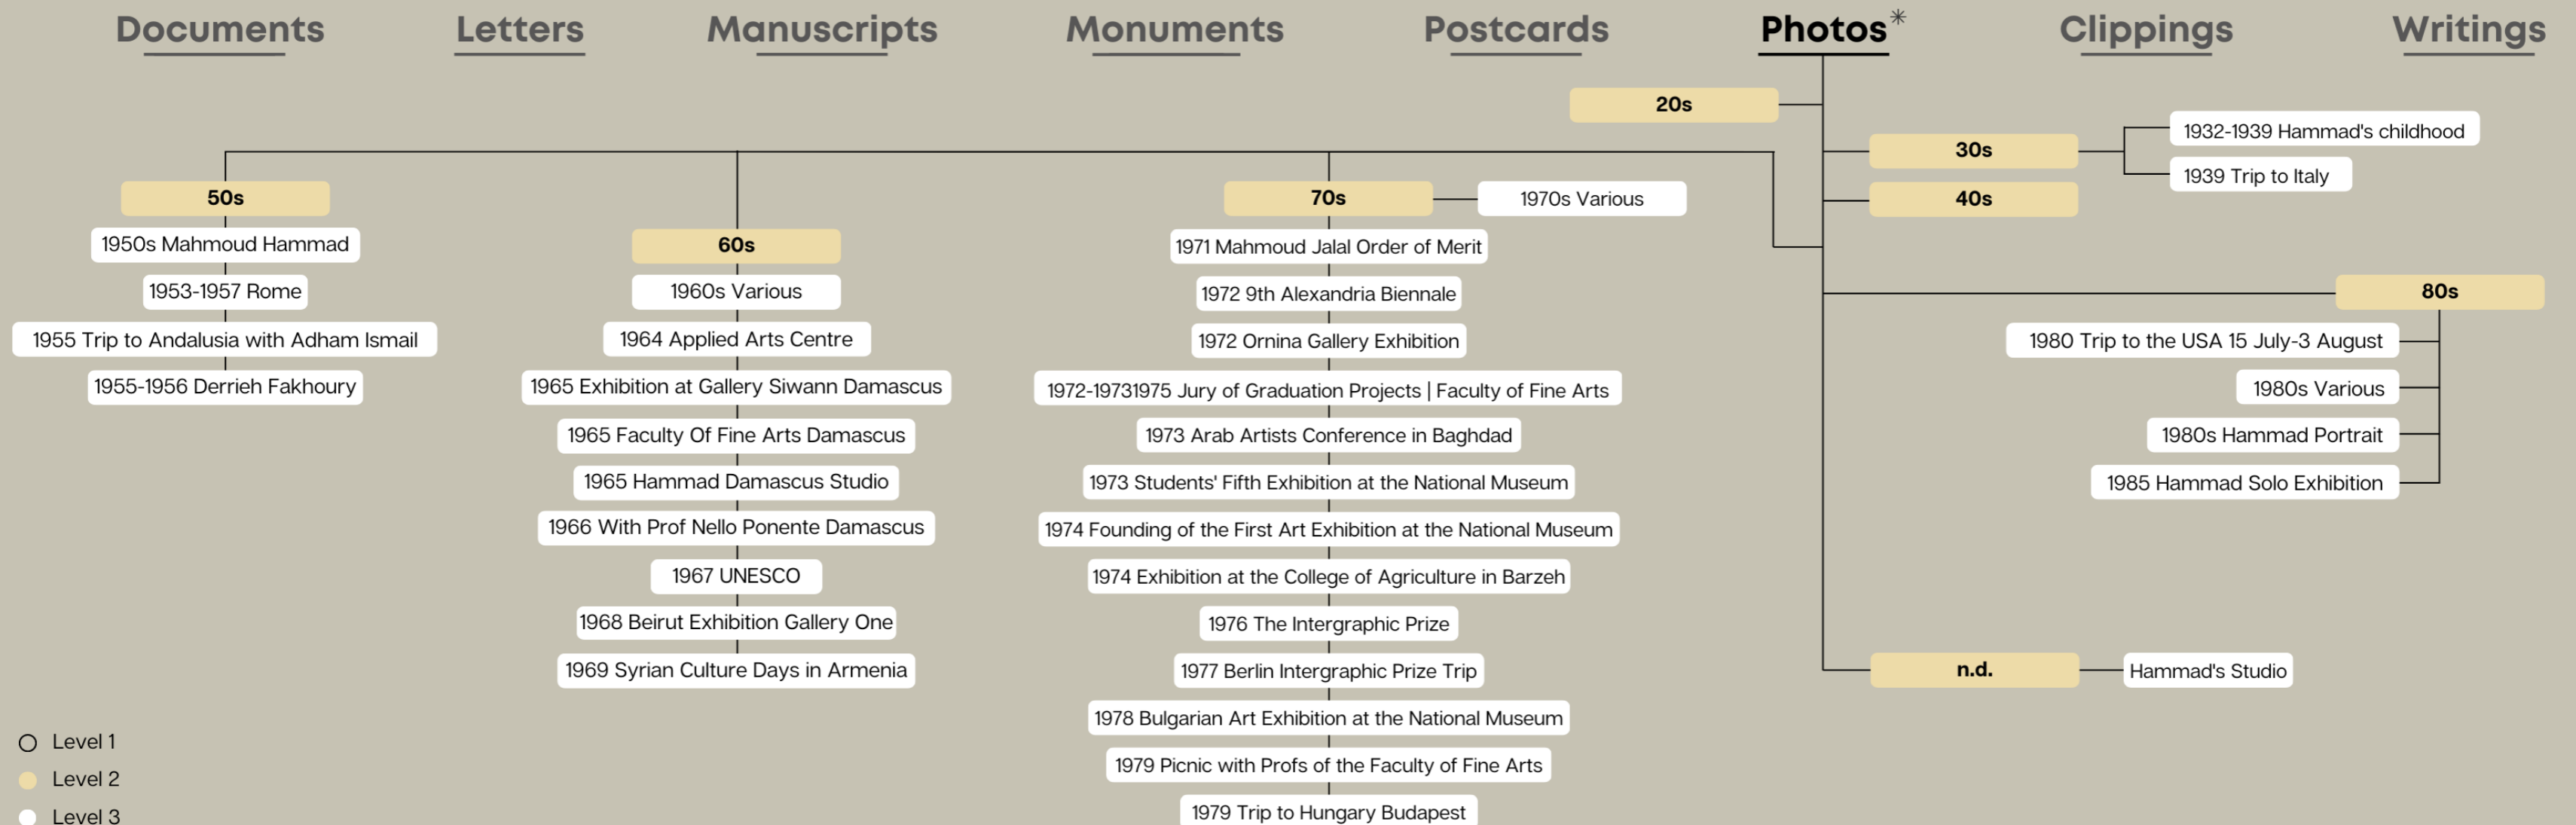 Documents
Letters
Manuscripts
Monuments
Postcards
Photos*
Clippings
Writings
20s
30s
1932-1939 Hammad's childhood
1939 Trip to Italy
40s
50s
1950s Mahmoud Hammad
1953-1957 Rome
1955 Trip to Andalusia with Adham Ismail
1955-1956 Derrieh Fakhoury
60s
1960s Various
1964 Applied Arts Centre
1965 Exhibition at Gallery Siwann Damascus
1965 Faculty Of Fine Arts Damascus
1965 Hammad Damascus Studio
1966 With Prof Nello Ponente Damascus
1967 UNESCO
1968 Beirut Exhibition Gallery One
1969 Syrian Culture Days in Armenia
70s
1970s Various
1971 Mahmoud Jalal Order of Merit
1972 9th Alexandria Biennale
1972 Ornina Gallery Exhibition
1972-19731975 Jury of Graduation Projects | Faculty of Fine Arts
1973 Arab Artists Conference in Baghdad
1973 Students' Fifth Exhibition at the National Museum
1974 Founding of the First Art Exhibition at the National Museum
1974 Exhibition at the College of Agriculture in Barzeh
1976 The Intergraphic Prize
1977 Berlin Intergraphic Prize Trip
1978 Bulgarian Art Exhibition at the National Museum
1979 Picnic with Profs of the Faculty of Fine Arts
1979 Trip to Hungary Budapest
80s
1980 Trip to the USA 15 July-3 August
1980s Various
1980s Hammad Portrait
1985 Hammad Solo Exhibition
n.d.
Hammad's Studio
Level 1
Level 2
Level 3